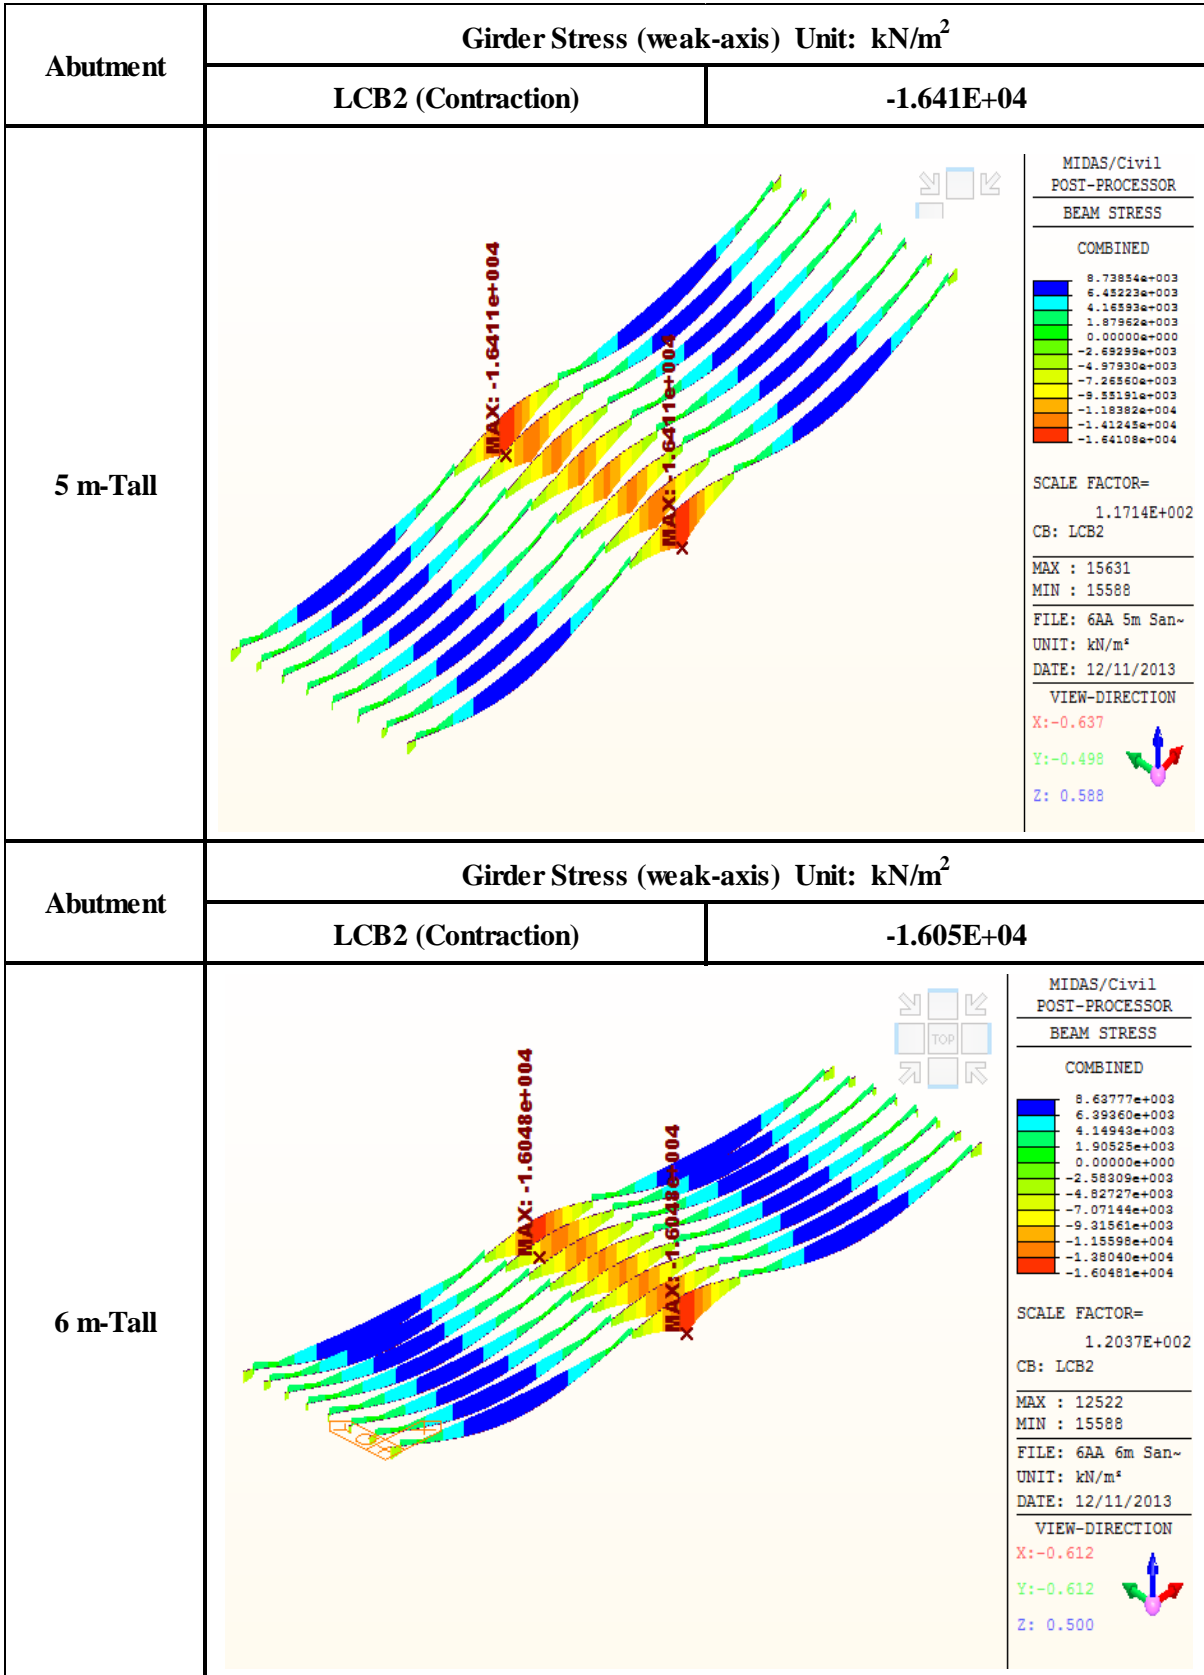 Abutment
Girder Stress (weak-axis) Unit: kN/m²
LCB2 (Contraction)
-1.641E+04
5 m-Tall
MAX: -1.6411e+004
MAX: -1.6411e+004
MIDAS/Civil
POST-PROCESSOR
BEAM STRESS
COMBINED
8.73854e+003
6.45223e+003
4.16593e+003
1.87962e+003
0.00000e+000
-2.69299e+003
-4.97930e+003
-7.26560e+003
-9.55191e+003
-1.18382e+004
-1.41245e+004
-1.64108e+004
SCALE FACTOR=
1.1714E+002
CB: LCB2
MAX : 15631
MIN : 15588
FILE: 6AA 5m San~
UNIT: kN/m²
DATE: 12/11/2013
VIEW-DIRECTION
X:-0.637
Y:-0.498
Z: 0.588
Abutment
Girder Stress (weak-axis) Unit: kN/m²
LCB2 (Contraction)
-1.605E+04
6 m-Tall
MAX: -1.6048e+004
MAX: -1.6048e+004
TOP
MIDAS/Civil
POST-PROCESSOR
BEAM STRESS
COMBINED
8.63777e+003
6.39360e+003
4.14943e+003
1.90525e+003
0.00000e+000
-2.58309e+003
-4.82727e+003
-7.07144e+003
-9.31561e+003
-1.15598e+004
-1.38040e+004
-1.60481e+004
SCALE FACTOR=
1.2037E+002
CB: LCB2
MAX : 12522
MIN : 15588
FILE: 6AA 6m San~
UNIT: kN/m²
DATE: 12/11/2013
VIEW-DIRECTION
X:-0.612
Y:-0.612
Z: 0.500